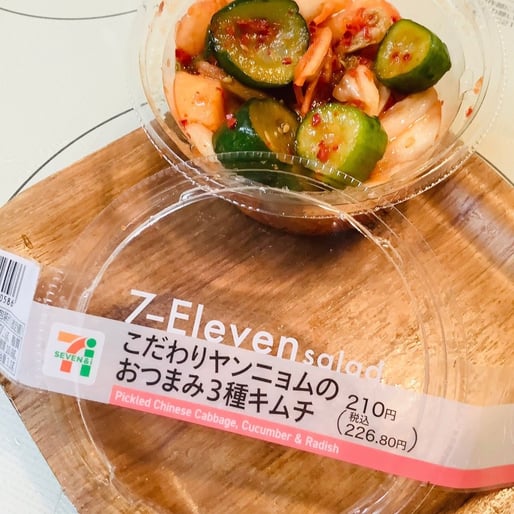 7-Eleven salad
SEVEN & i
こだわりヤンニョムの
おつまみ3種キムチ
210円
(税込
226.80円)
Pickled Chinese Cabbage, Cucumber & Radish